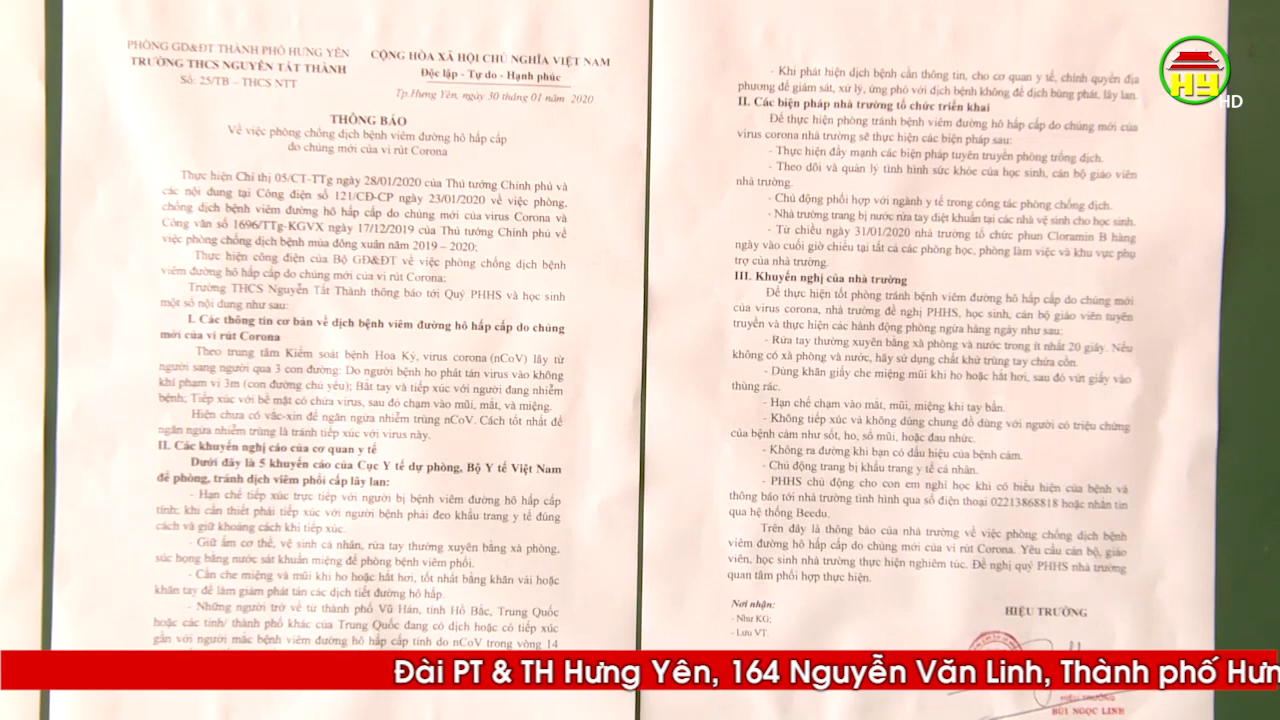 PHÒNG GD&ĐT THÀNH PHỐ HƯNG YÊN
TRƯỜNG THCS NGUYỄN TẤT THÀNH
Số: 25/TB – THCS NTT
CỘNG HÒA XÃ HỘI CHỦ NGHĨA VIỆT NAM
Độc lập - Tự do - Hạnh phúc
Tp.Hưng Yên, ngày 30 tháng 01 năm 2020
THÔNG BÁO
Về việc phòng chống dịch bệnh viêm đường hô hấp cấp
do chủng mới của vi rút Corona
Thực hiện Chỉ thị 05/CT-TTg ngày 28/01/2020 của Thủ tướng Chính phủ và
các nội dung tại Công điện số 121/CĐ-CP ngày 23/01/2020 về việc phòng,
chống dịch bệnh viêm đường hô hấp cấp do chủng mới của virus Corona và
Công văn số 1696/TTg-KGVX ngày 17/12/2019 của Thủ tướng Chính phủ về
việc phòng chống dịch bệnh mùa đông xuân năm 2019 – 2020;
Thực hiện công điện của Bộ GD&ĐT về việc phòng chống dịch bệnh
viêm đường hô hấp cấp do chủng mới của vi rút Corona;
Trường THCS Nguyễn Tất Thành thông báo tới Quý PHHS và học sinh
một số nội dung như sau:
I. Các thông tin cơ bản về dịch bệnh viêm đường hô hấp cấp do chủng
mới của vi rút Corona
Theo trung tâm Kiểm soát bệnh Hoa Kỳ, virus corona (nCoV) lây từ
người sang người qua 3 con đường: Do người bệnh ho phát tán virus vào không
khí phạm vi 3m (con đường chủ yếu); Bắt tay và tiếp xúc với người đang nhiễm
bệnh; Tiếp xúc với bề mặt có chứa virus, sau đó chạm vào mũi, mắt, và miệng.
Hiện chưa có vắc-xin để ngăn ngừa nhiễm trùng nCoV. Cách tốt nhất để
ngăn ngừa nhiễm trùng là tránh tiếp xúc với virus này.
II. Các khuyến nghị cáo của cơ quan y tế
Dưới đây là 5 khuyến cáo của Cục Y tế dự phòng, Bộ Y tế Việt Nam
để phòng, tránh dịch viêm phổi cấp lây lan:
- Hạn chế tiếp xúc trực tiếp với người bị bệnh viêm đường hô hấp cấp
tính; khi cần thiết phải tiếp xúc với người bệnh phải đeo khẩu trang y tế đúng
cách và giữ khoảng cách khi tiếp xúc.
- Giữ ấm cơ thể, vệ sinh cá nhân, rửa tay thường xuyên bằng xà phòng,
súc họng bằng nước sát khuẩn miệng để phòng bệnh viêm phổi.
- Cần che miệng và mũi khi ho hoặc hắt hơi, tốt nhất bằng khăn vải hoặc
khăn tay để làm giảm phát tán các dịch tiết đường hô hấp.
- Những người trở về từ thành phố Vũ Hán, tỉnh Hồ Bắc, Trung Quốc
hoặc các tỉnh/ thành phố khác của Trung Quốc đang có dịch hoặc có tiếp xúc
gần với người mắc bệnh viêm đường hô hấp cấp tính do nCoV trong vòng 14
- Khi phát hiện dịch bệnh cần thông tin, cho cơ quan y tế, chính quyền địa
phương để giám sát, xử lý, ứng phó với dịch bệnh không để dịch bùng phát, lây lan.
II. Các biện pháp nhà trường tổ chức triển khai
Để thực hiện phòng tránh bệnh viêm đường hô hấp cấp do chủng mới của
virus corona nhà trường sẽ thực hiện các biện pháp sau:
- Thực hiện đẩy mạnh các biện pháp tuyên truyền phòng trống dịch.
- Theo dõi và quản lý tình hình sức khỏe của học sinh, cán bộ giáo viên
nhà trường.
- Chủ động phối hợp với ngành y tế trong công tác phòng chống dịch.
- Nhà trường trang bị nước rửa tay diệt khuẩn tại các nhà vệ sinh cho học sinh.
- Từ chiều ngày 31/01/2020 nhà trường tổ chức phun Cloramin B hàng
ngày vào cuối giờ chiều tại tất cả các phòng học, phòng làm việc và khu vực phụ
trợ của nhà trường.
III. Khuyến nghị của nhà trường
Để thực hiện tốt phòng tránh bệnh viêm đường hô hấp cấp do chủng mới
của virus corona, nhà trường đề nghị PHHS, học sinh, cán bộ giáo viên tuyên
truyền và thực hiện các hành động phòng ngừa hàng ngày như sau:
- Rửa tay thường xuyên bằng xà phòng và nước trong ít nhất 20 giây. Nếu
không có xà phòng và nước, hãy sử dụng chất khử trùng tay chứa cồn.
- Dùng khăn giấy che miệng mũi khi ho hoặc hắt hơi, sau đó vứt giấy vào
thùng rác.
- Hạn chế chạm vào mắt, mũi, miệng khi tay bẩn.
- Không tiếp xúc và không dùng chung đồ dùng với người có triệu chứng
của bệnh cảm như sốt, ho, sổ mũi, hoặc đau nhức.
- Không ra đường khi bạn có dấu hiệu của bệnh cảm.
- Chủ động trang bị khẩu trang y tế cá nhân.
- PHHS chủ động cho con em nghỉ học khi có biểu hiện của bệnh và
thông báo tới nhà trường tình hình qua số điện thoại 02213868818 hoặc nhắn tin
qua hệ thống Beedu.
Trên đây là thông báo của nhà trường về việc phòng chống dịch bệnh
viêm đường hô hấp cấp do chủng mới của vi rút Corona. Yêu cầu cán bộ, giáo
viên, học sinh nhà trường thực hiện nghiêm túc. Đề nghị quý PHHS nhà trường
quan tâm phối hợp thực hiện.
Nơi nhận:
- Như KG;
- Lưu VT.
HIỆU TRƯỞNG
HIỆU TRƯỞNG
BÙI NGỌC LINH
HY HD
Đài PT & TH Hưng Yên, 164 Nguyễn Văn Linh, Thành phố Hưn